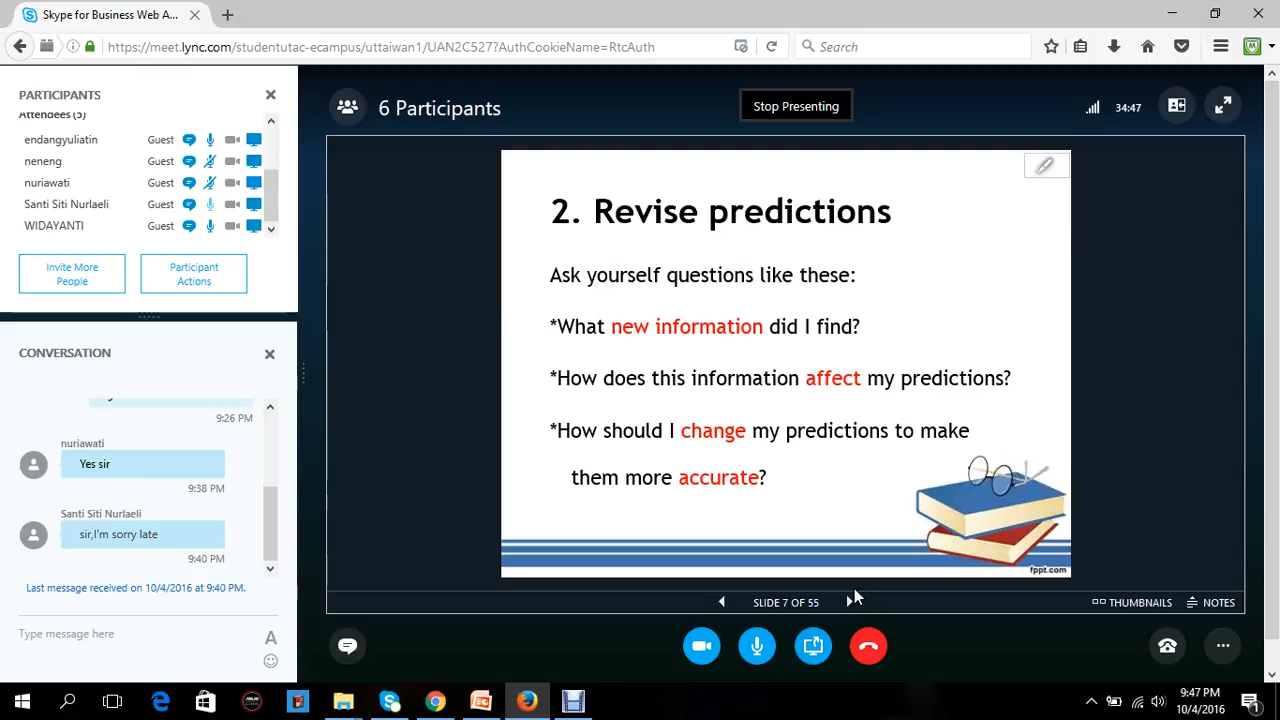 Skype for Business Web A...
https://meet.lync.com/studentutac-ecampus/uttaiwan1/UAN2C527?AuthCookieName=RtcAuth
Search
PARTICIPANTS
Attendees (5)
endangyuliatin Guest
neneng Guest
nuriawati Guest
Santi Siti Nurlaeli Guest
WIDAYANTI Guest
Invite More People
Participant Actions
CONVERSATION
9:26 PM
nuriawati
Yes sir
9:38 PM
Santi Siti Nurlaeli
sir,I'm sorry late
9:40 PM
Last message received on 10/4/2016 at 9:40 PM.
Type message here
A
6 Participants
Stop Presenting
34:47
2. Revise predictions
Ask yourself questions like these:
*What new information did I find?
*How does this information affect my predictions?
*How should I change my predictions to make
them more accurate?
fppt.com
SLIDE 7 OF 55
THUMBNAILS
NOTES
9:47 PM
10/4/2016